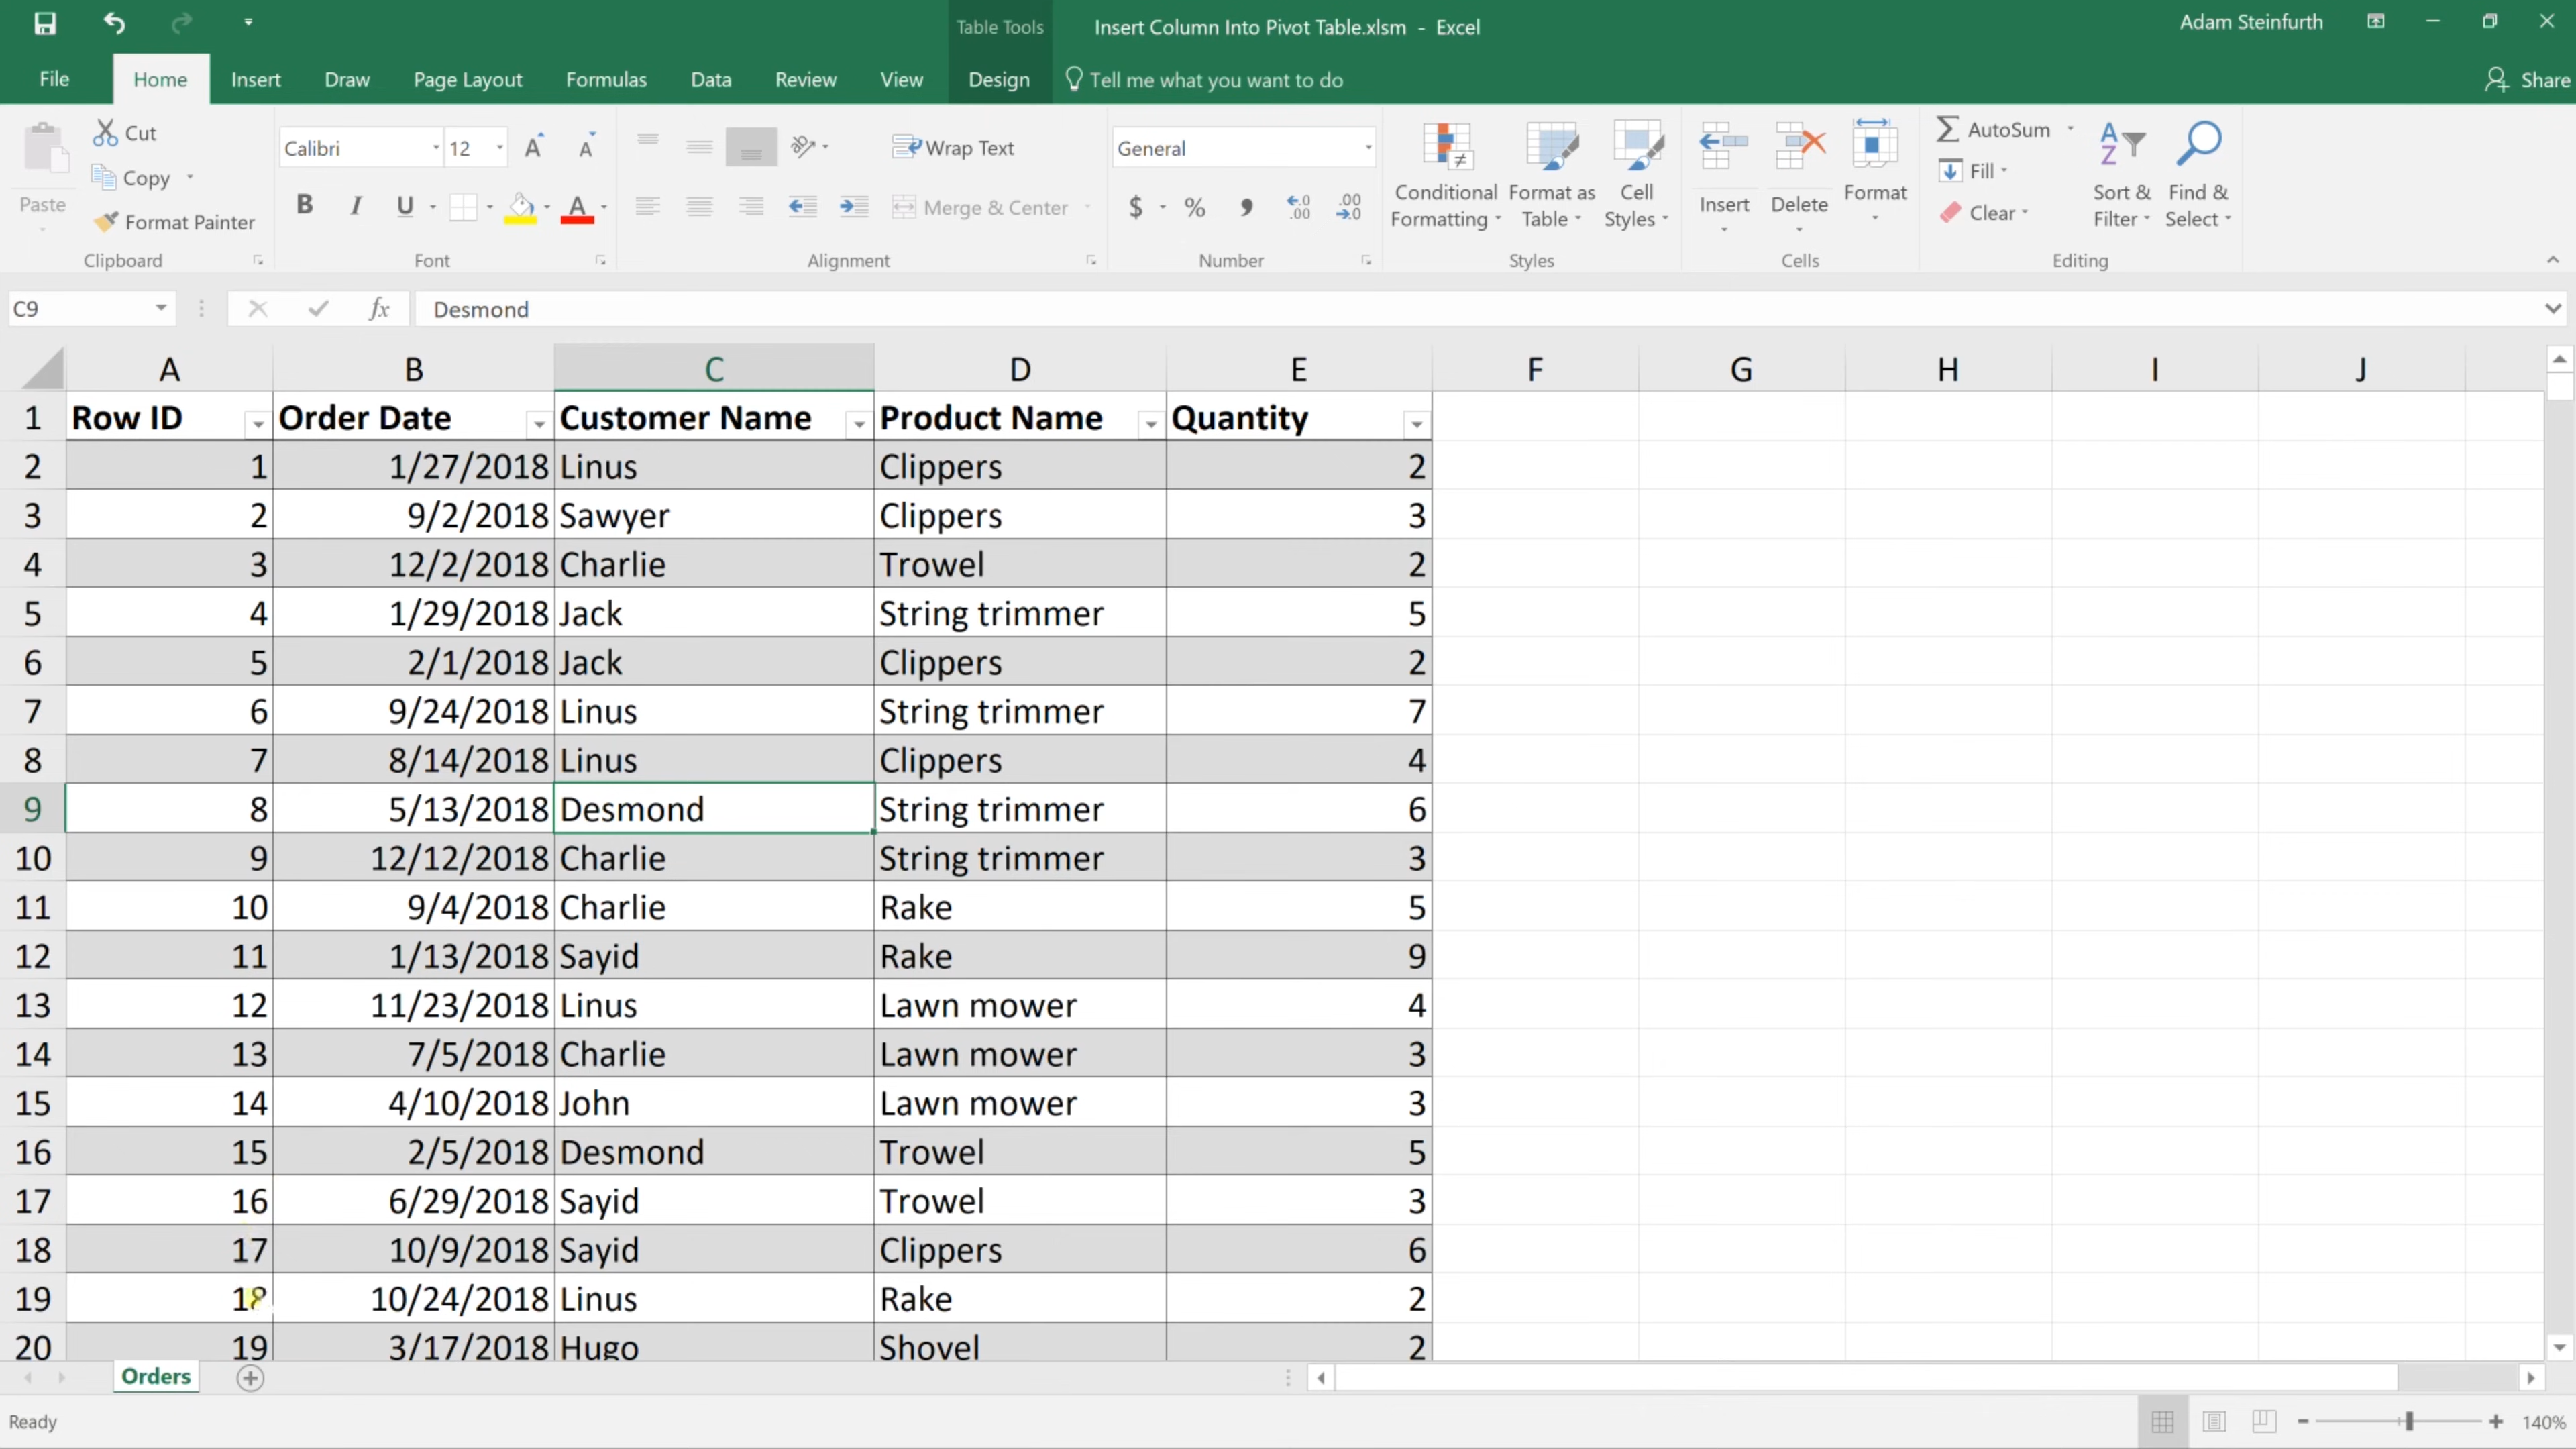 Table Tools Insert Column Into Pivot Table.xlsm - Excel Adam Steinfurth
File Home Insert Draw Page Layout Formulas Data Review View Design Tell me what you want to do Share
Paste Cut Copy Format Painter Clipboard
Calibri 12 A A B I U A Font
Wrap Text Merge & Center Alignment
General $ % , .0 .00 .00 .0 Number
Conditional Formatting Format as Table Cell Styles Styles
Insert Delete Format Cells
AutoSum Fill Clear Sort & Filter Find & Select Editing
C9 fx Desmond
A B C D E F G H I J
1 Row ID Order Date Customer Name Product Name Quantity
2 1 1/27/2018 Linus Clippers 2
3 2 9/2/2018 Sawyer Clippers 3
4 3 12/2/2018 Charlie Trowel 2
5 4 1/29/2018 Jack String trimmer 5
6 5 2/1/2018 Jack Clippers 2
7 6 9/24/2018 Linus String trimmer 7
8 7 8/14/2018 Linus Clippers 4
9 8 5/13/2018 Desmond String trimmer 6
10 9 12/12/2018 Charlie String trimmer 3
11 10 9/4/2018 Charlie Rake 5
12 11 1/13/2018 Sayid Rake 9
13 12 11/23/2018 Linus Lawn mower 4
14 13 7/5/2018 Charlie Lawn mower 3
15 14 4/10/2018 John Lawn mower 3
16 15 2/5/2018 Desmond Trowel 5
17 16 6/29/2018 Sayid Trowel 3
18 17 10/9/2018 Sayid Clippers 6
19 18 10/24/2018 Linus Rake 2
20 19 3/17/2018 Hugo Shovel 2
Orders
Ready 140%